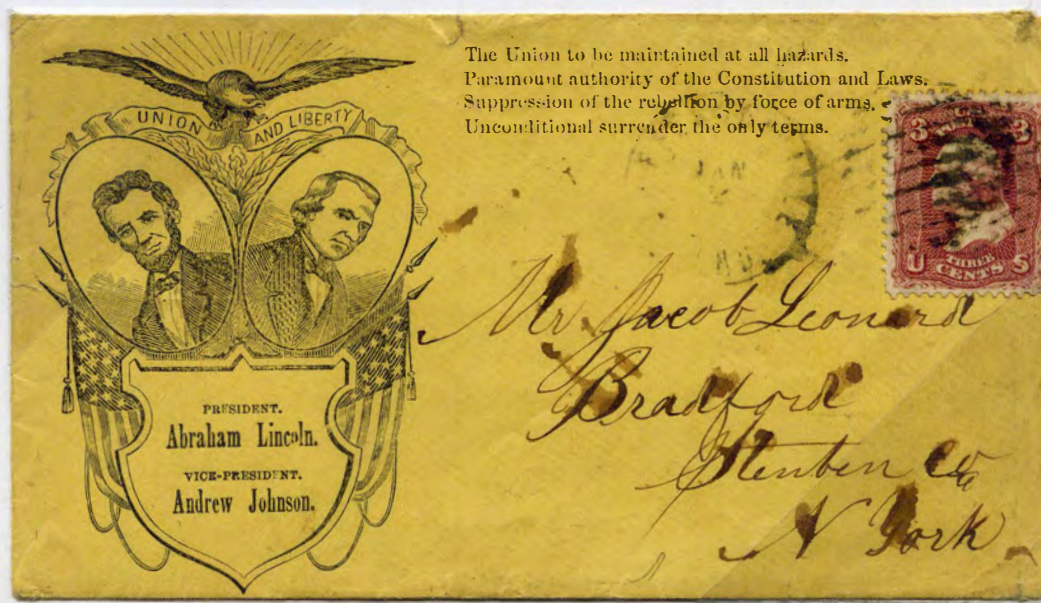 The Union to be maintained at all hazards.
Paramount authority of the Constitution and Laws.
Suppression of the rebellion by force of arms.
Unconditional surrender the only terms.
UNION AND LIBERTY
3 3
U THREE CENTS S
Mr. Jacob Leonard
Bradford
Steuben Co
N York
PRESIDENT.
Abraham Lincoln.
VICE-PRESIDENT.
Andrew Johnson.